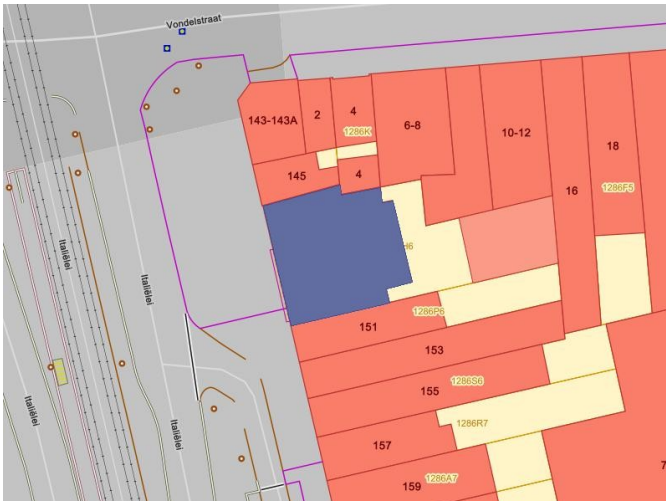 Vondelstraat
143-143A
2
4
1286K
6-8
10-12
18
1286F5
145
4
16
Italiëlei
Italiëlei
H6
1286P6
151
153
155
1286S6
1286R7
157
159
1286A7
7
Italiëlei
Italiëlei